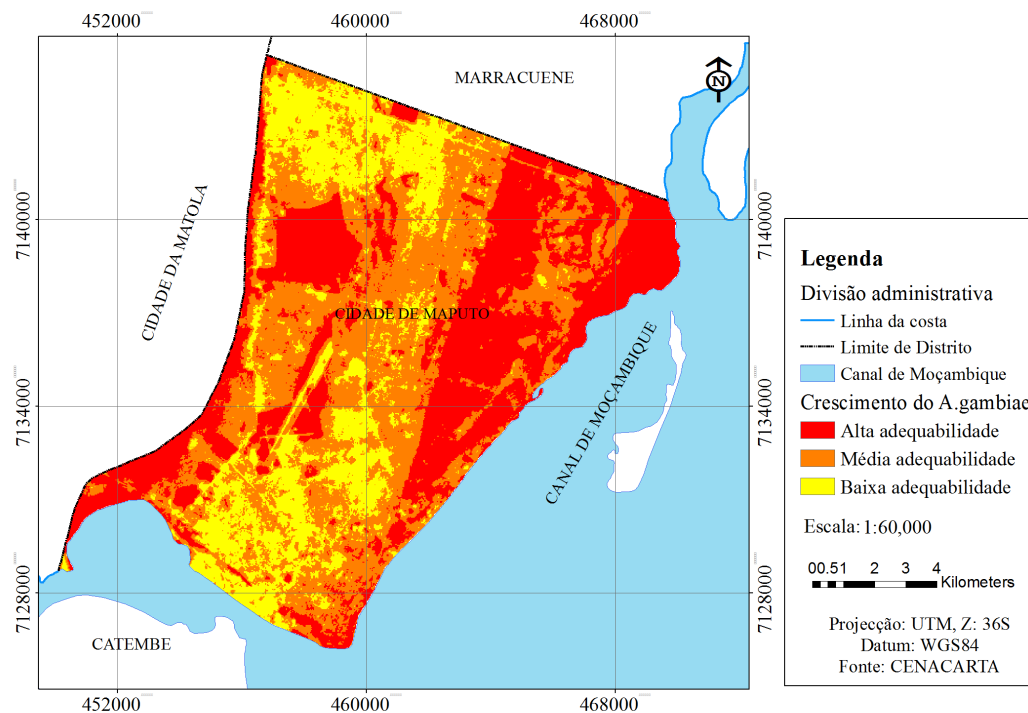 452000
460000
468000
MARRACUENE
N
CIDADE DA MATOLA
7140000
7140000
CIDADE DE MAPUTO
CANAL DE MOÇAMBIQUE
7134000
7134000
7128000
7128000
CATEMBE
452000
460000
468000
Legenda
Divisão administrativa
Linha da costa
Limite de Distrito
Canal de Moçambique
Crescimento do A.gambiae
Alta adequabilidade
Média adequabilidade
Baixa adequabilidade
Escala: 1:60,000
00.51 2 3 4
Kilometers
Projecção: UTM, Z: 36S
Datum: WGS84
Fonte: CENACARTA